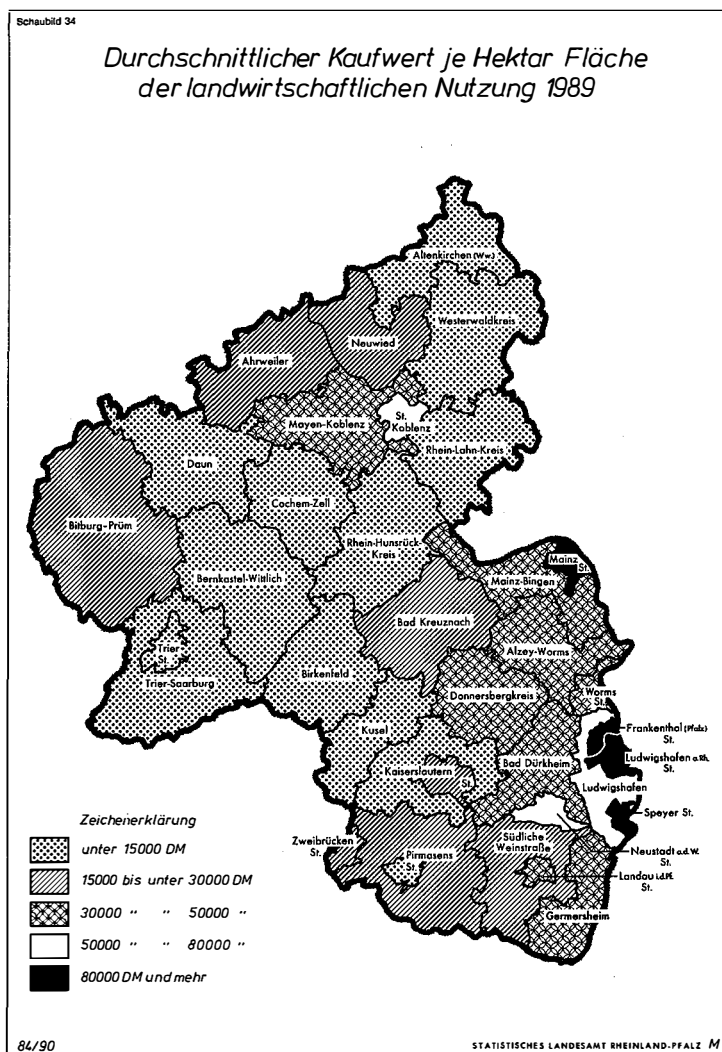 Schaubild 34
Durchschnittlicher Kaufwert je Hektar Fläche
der landwirtschaftlichen Nutzung 1989
Altenkirchen (Ww.)
Westerwaldkreis
Neuwied
Ahrweiler
St.
Koblenz
Mayen-Koblenz
Rhein-Lahn-Kreis
Daun
Cochem-Zell
Bitburg-Prüm
Rhein-Hunsrück-
Kreis
Mainz
St.
Mainz-Bingen
Bernkastel-Wittlich
Bad Kreuznach
Alzey-Worms
Trier
St.
Trier-Saarburg
Birkenfeld
Donnersbergkreis
Worms
St.
Kusel
Frankenthal (Pfalz)
St.
Bad Dürkheim
Ludwigshafen a.Rh.
St.
Kaiserslautern
St.
Ludwigshafen
Speyer St.
Zweibrücken
St.
Südliche
Weinstraße
Pirmasens
St.
Neustadt a.d.W.
St.
Landau i.d.Pf.
St.
Germersheim
Zeichenerklärung
unter 15000 DM
15000 bis unter 30000 DM
30000 " " 50000 "
50000 " " 80000 "
80000 DM und mehr
84/90
STATISTISCHES LANDESAMT RHEINLAND-PFALZ M